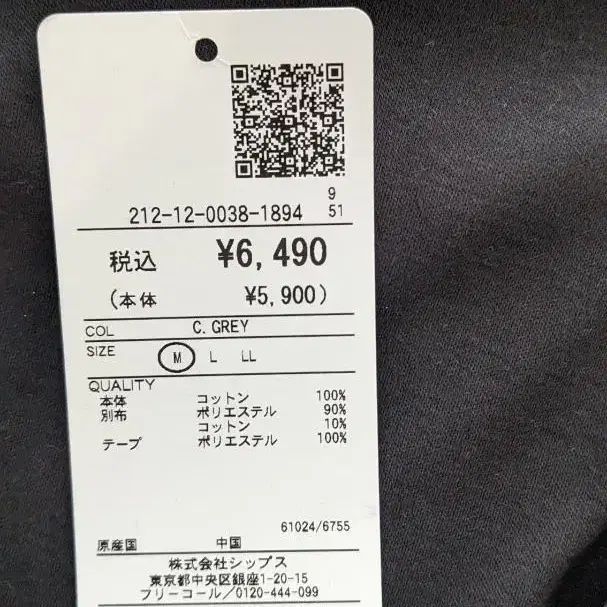 9
212-12-0038-1894 51
税込 ¥6,490
(本体 ¥5,900)
COL C. GREY
SIZE M L LL
QUALITY
本体 コットン 100%
別布 ポリエステル 90%
コットン 10%
テープ ポリエステル 100%
61024/6755
原産国 中国
株式会社シップス
東京都中央区銀座1-20-15
フリーコール/0120-444-099